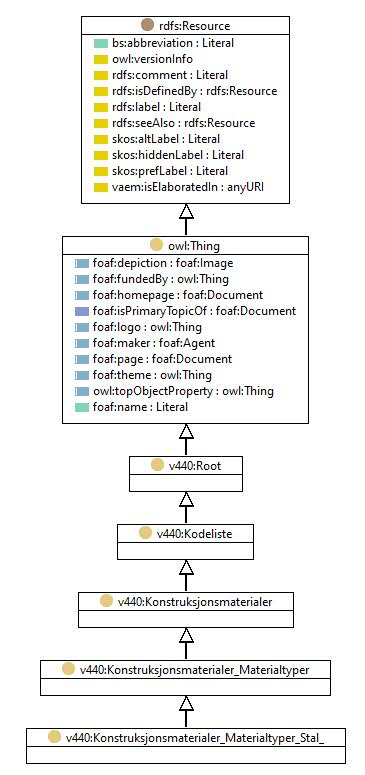 rdfs:Resource
bs:abbreviation : Literal
owl:versionInfo
rdfs:comment : Literal
rdfs:isDefinedBy : rdfs:Resource
rdfs:label : Literal
rdfs:seeAlso : rdfs:Resource
skos:altLabel : Literal
skos:hiddenLabel : Literal
skos:prefLabel : Literal
vaem:isElaboratedIn : anyURI
owl:Thing
foaf:depiction : foaf:Image
foaf:fundedBy : owl:Thing
foaf:homepage : foaf:Document
foaf:isPrimaryTopicOf : foaf:Document
foaf:logo : owl:Thing
foaf:maker : foaf:Agent
foaf:page : foaf:Document
foaf:theme : owl:Thing
owl:topObjectProperty : owl:Thing
foaf:name : Literal
v440:Root
v440:Kodeliste
v440:Konstruksjonsmaterialer
v440:Konstruksjonsmaterialer_Materialtyper
v440:Konstruksjonsmaterialer_Materialtyper_Stal_